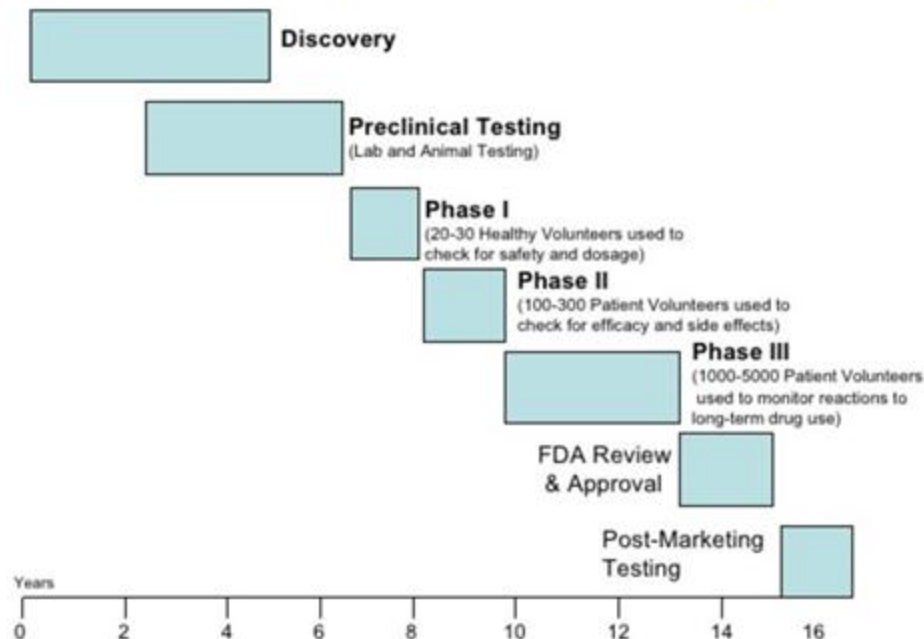 Discovery
Preclinical Testing
(Lab and Animal Testing)
Phase I
(20-30 Healthy Volunteers used to
check for safety and dosage)
Phase II
(100-300 Patient Volunteers used to
check for efficacy and side effects)
Phase III
(1000-5000 Patient Volunteers
used to monitor reactions to
long-term drug use)
FDA Review
& Approval
Post-Marketing
Testing
Years
0 2 4 6 8 10 12 14 16